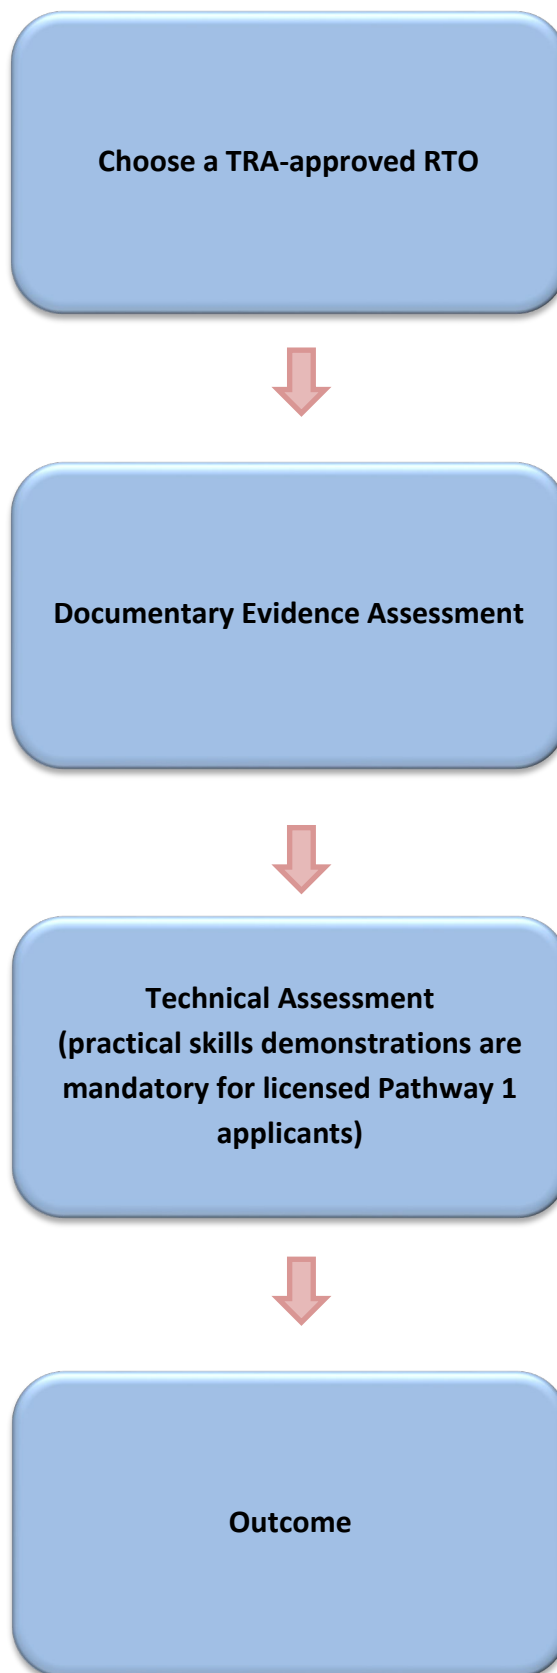 Choose a TRA-approved RTO
Documentary Evidence Assessment
Technical Assessment
(practical skills demonstrations are
mandatory for licensed Pathway 1
applicants)
Outcome